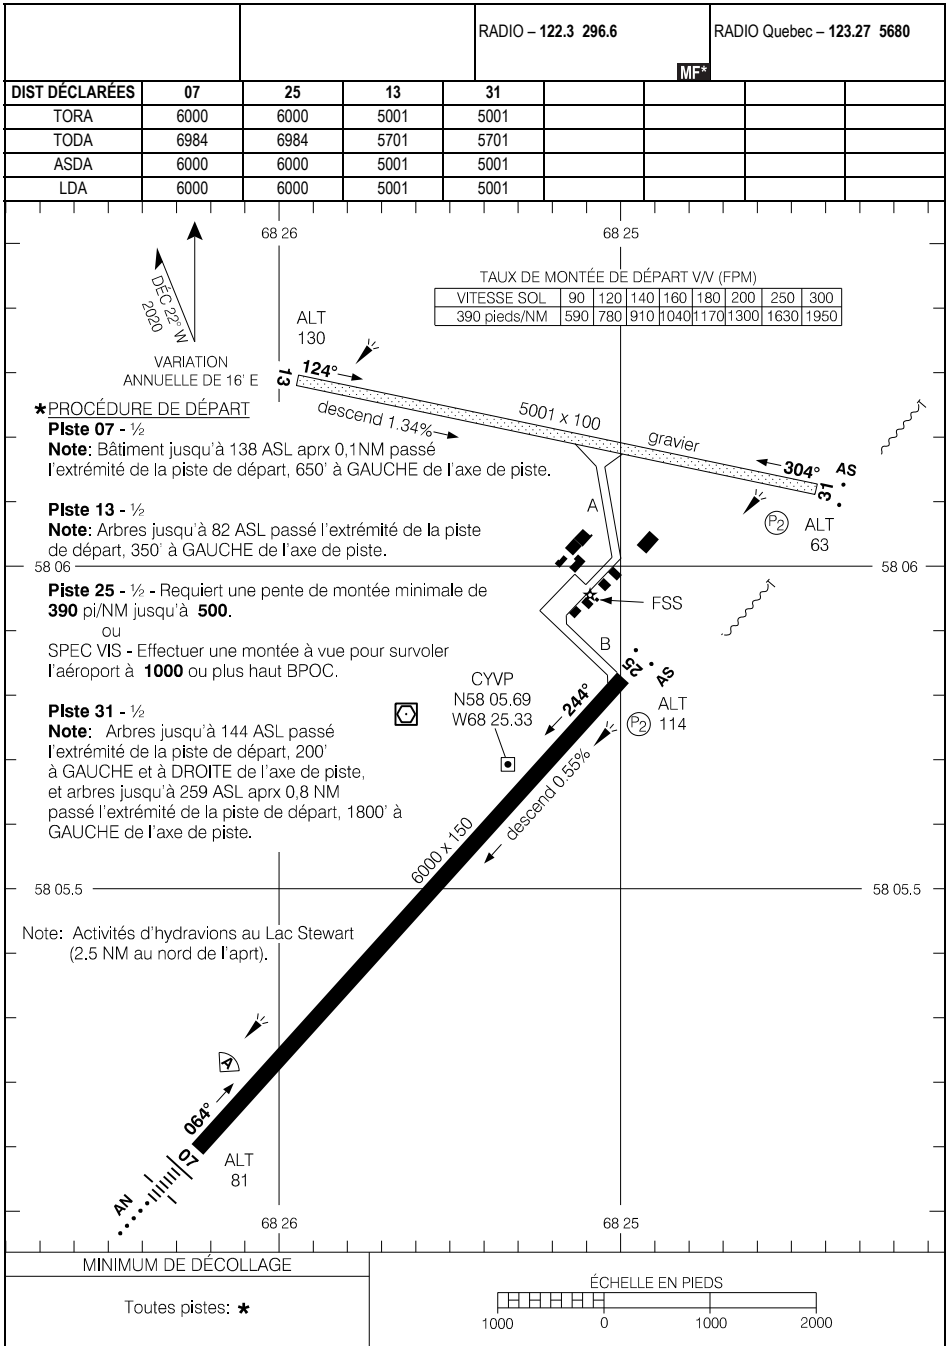 RADIO – 122.3 296.6
RADIO Quebec – 123.27 5680
MF*
DIST DÉCLARÉES 07 25 13 31
TORA 6000 6000 5001 5001
TODA 6984 6984 5701 5701
ASDA 6000 6000 5001 5001
LDA 6000 6000 5001 5001
68 26
68 25
DÉC 22° W
2020
VARIATION
ANNUELLE DE 16' E
TAUX DE MONTÉE DE DÉPART V/V (FPM)
VITESSE SOL 90 120 140 160 180 200 250 300
390 pieds/NM 590 780 910 1040 1170 1300 1630 1950
ALT
130
13
124°
descend 1.34%
5001 x 100
gravier
304°
31
AS
P2
ALT
63
*PROCÉDURE DE DÉPART
Piste 07 - ½
Note: Bâtiment jusqu'à 138 ASL aprx 0,1NM passé
l'extrémité de la piste de départ, 650' à GAUCHE de l'axe de piste.
Piste 13 - ½
Note: Arbres jusqu'à 82 ASL passé l'extrémité de la piste
de départ, 350' à GAUCHE de l'axe de piste.
A
58 06
58 06
Piste 25 - ½ - Requiert une pente de montée minimale de
390 pi/NM jusqu'à 500.
ou
SPEC VIS - Effectuer une montée à vue pour survoler
l'aéroport à 1000 ou plus haut BPOC.
FSS
B
25
AS
ALT
114
P2
244°
CYVP
N58 05.69
W68 25.33
Piste 31 - ½
Note: Arbres jusqu'à 144 ASL passé
l'extrémité de la piste de départ, 200'
à GAUCHE et à DROITE de l'axe de piste,
et arbres jusqu'à 259 ASL aprx 0,8 NM
passé l'extrémité de la piste de départ, 1800' à
GAUCHE de l'axe de piste.
descend 0.55%
6000 x 150
58 05.5
58 05.5
Note: Activités d'hydravions au Lac Stewart
(2.5 NM au nord de l'aprt).
A
064°
07
ALT
81
AN
68 26
68 25
MINIMUM DE DÉCOLLAGE
Toutes pistes: *
ÉCHELLE EN PIEDS
1000 0 1000 2000